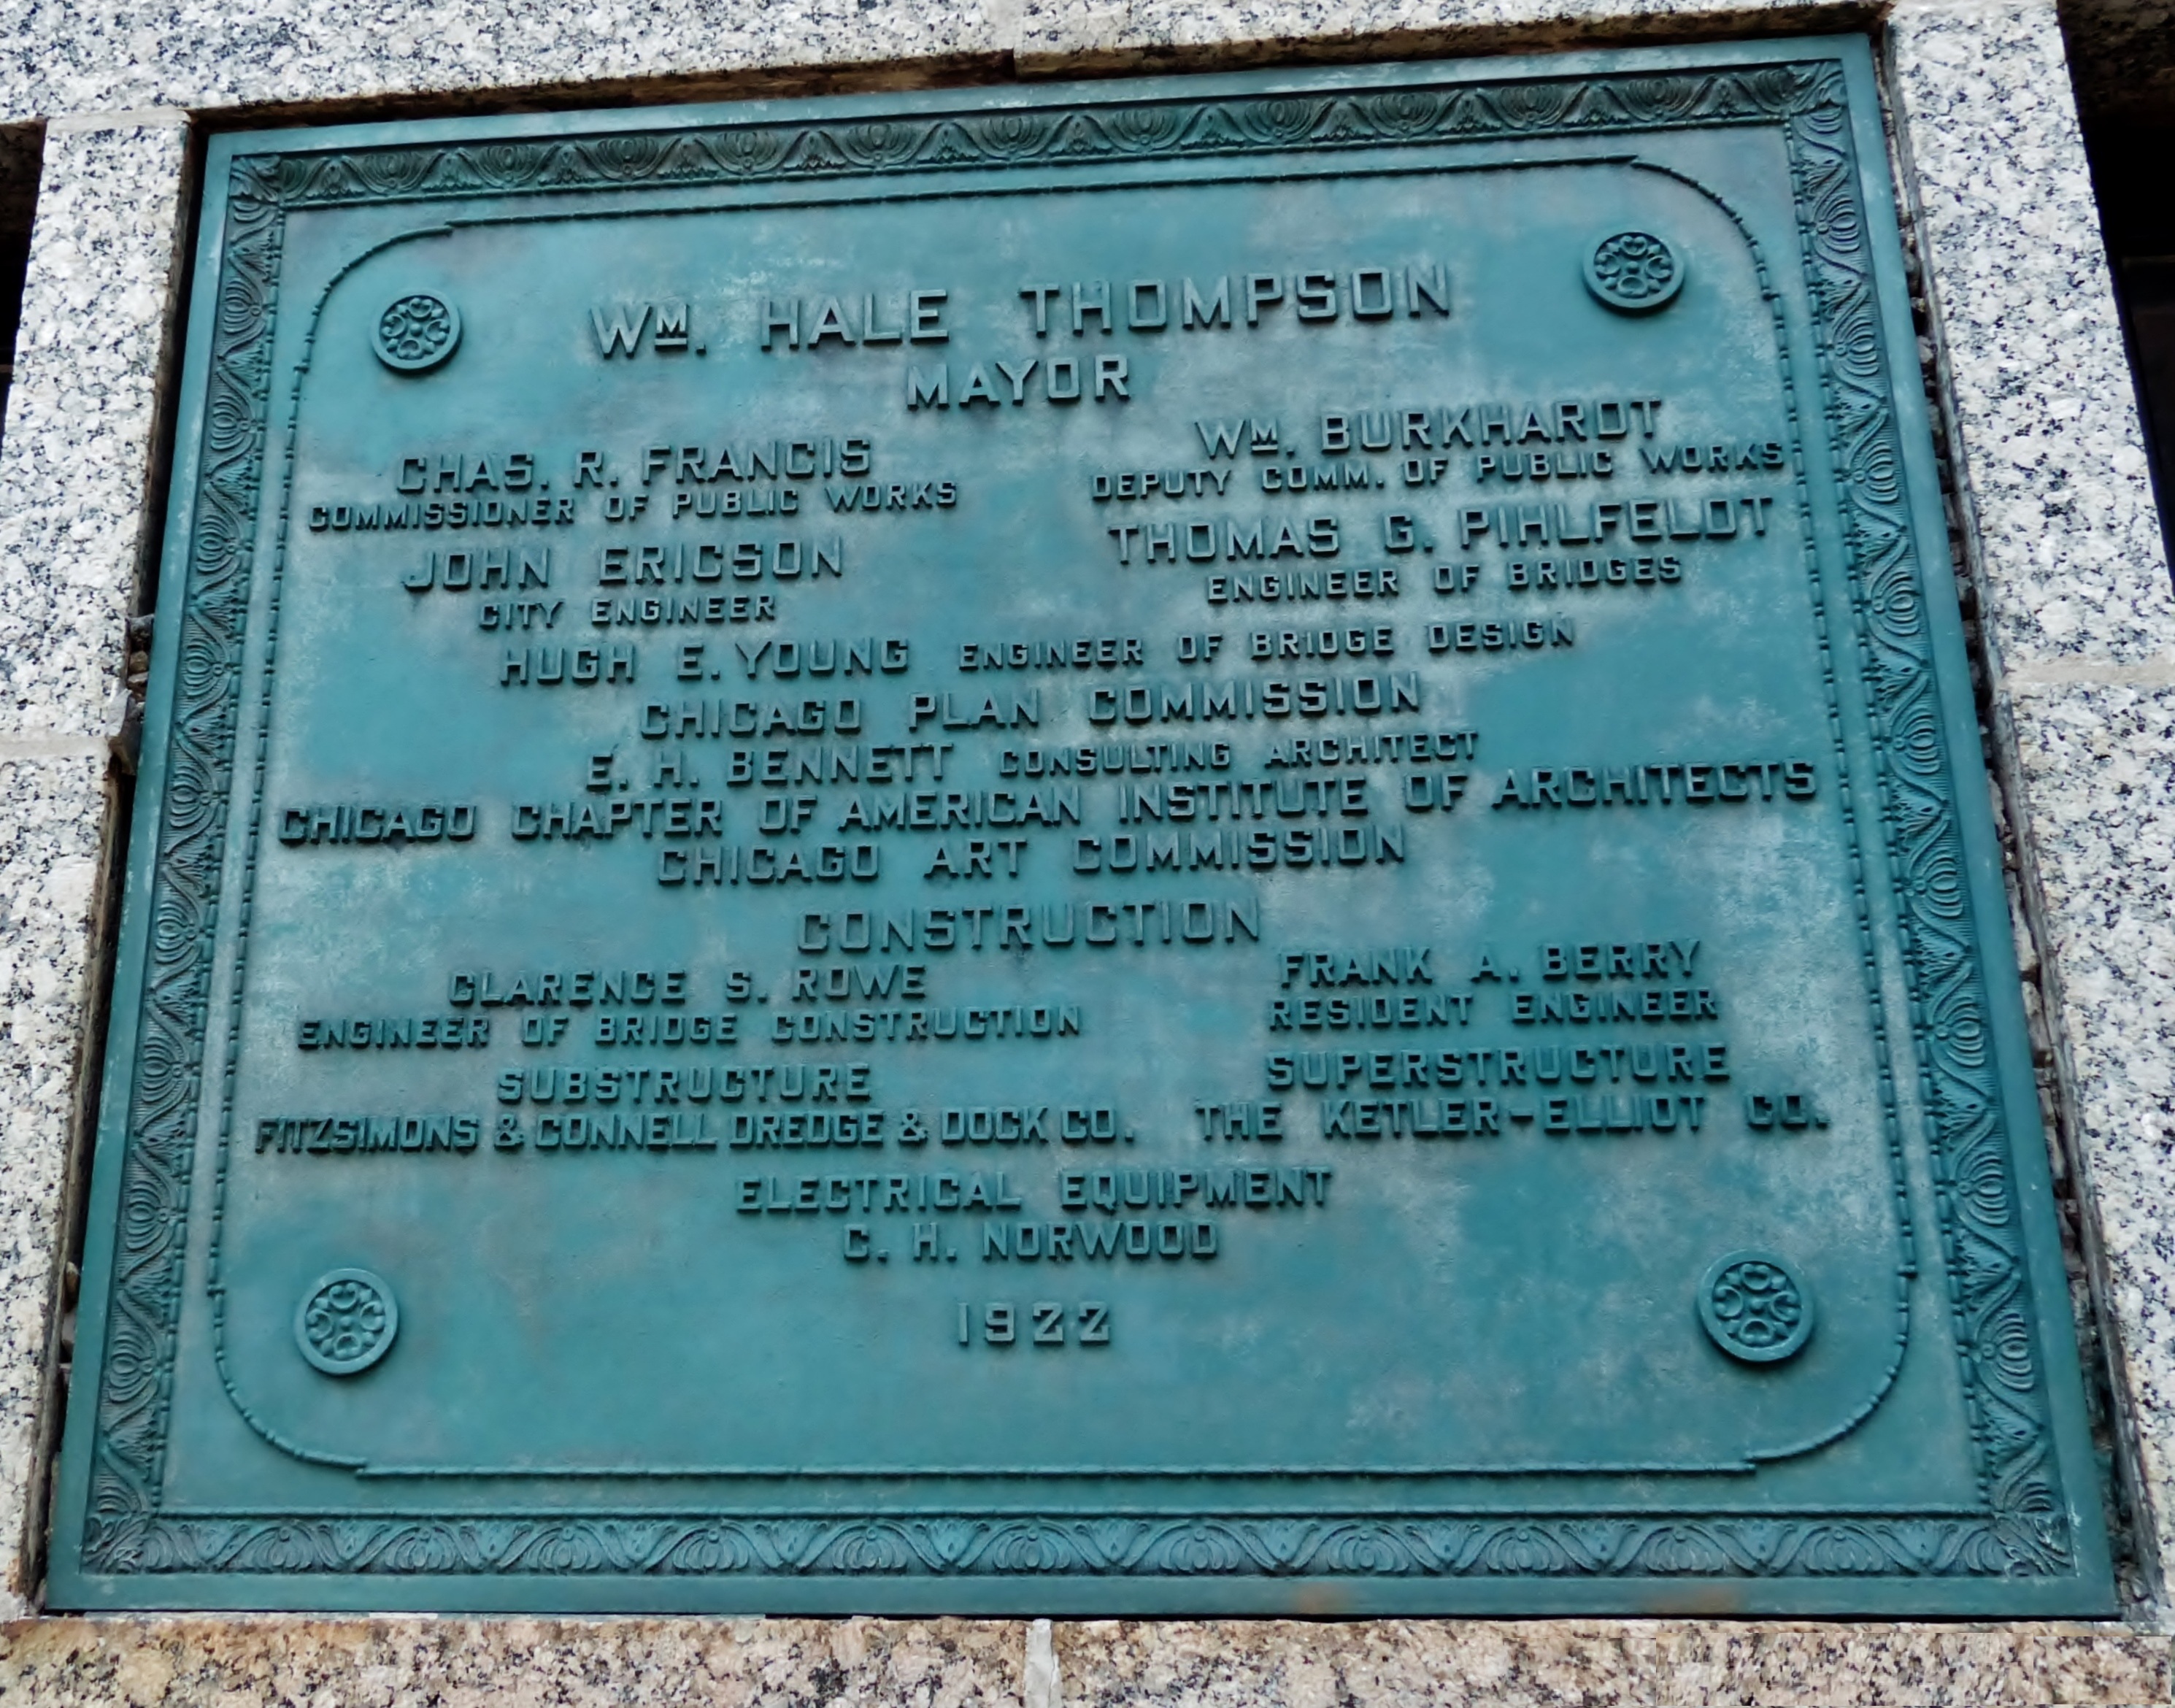 WM. HALE THOMPSON
MAYOR
CHAS. R. FRANCIS
COMMISSIONER OF PUBLIC WORKS
WM. BURKHARDT
DEPUTY COMM. OF PUBLIC WORKS
JOHN ERICSON
CITY ENGINEER
THOMAS G. PIHLFELDT
ENGINEER OF BRIDGES
HUGH E. YOUNG ENGINEER OF BRIDGE DESIGN
CHICAGO PLAN COMMISSION
E. H. BENNETT CONSULTING ARCHITECT
CHICAGO CHAPTER OF AMERICAN INSTITUTE OF ARCHITECTS
CHICAGO ART COMMISSION
CONSTRUCTION
CLARENCE S. ROWE
ENGINEER OF BRIDGE CONSTRUCTION
FRANK A. BERRY
RESIDENT ENGINEER
SUBSTRUCTURE
FITZSIMONS & CONNELL DREDGE & DOCK CO.
SUPERSTRUCTURE
THE KETLER-ELLIOT CO.
ELECTRICAL EQUIPMENT
C. H. NORWOOD
1922